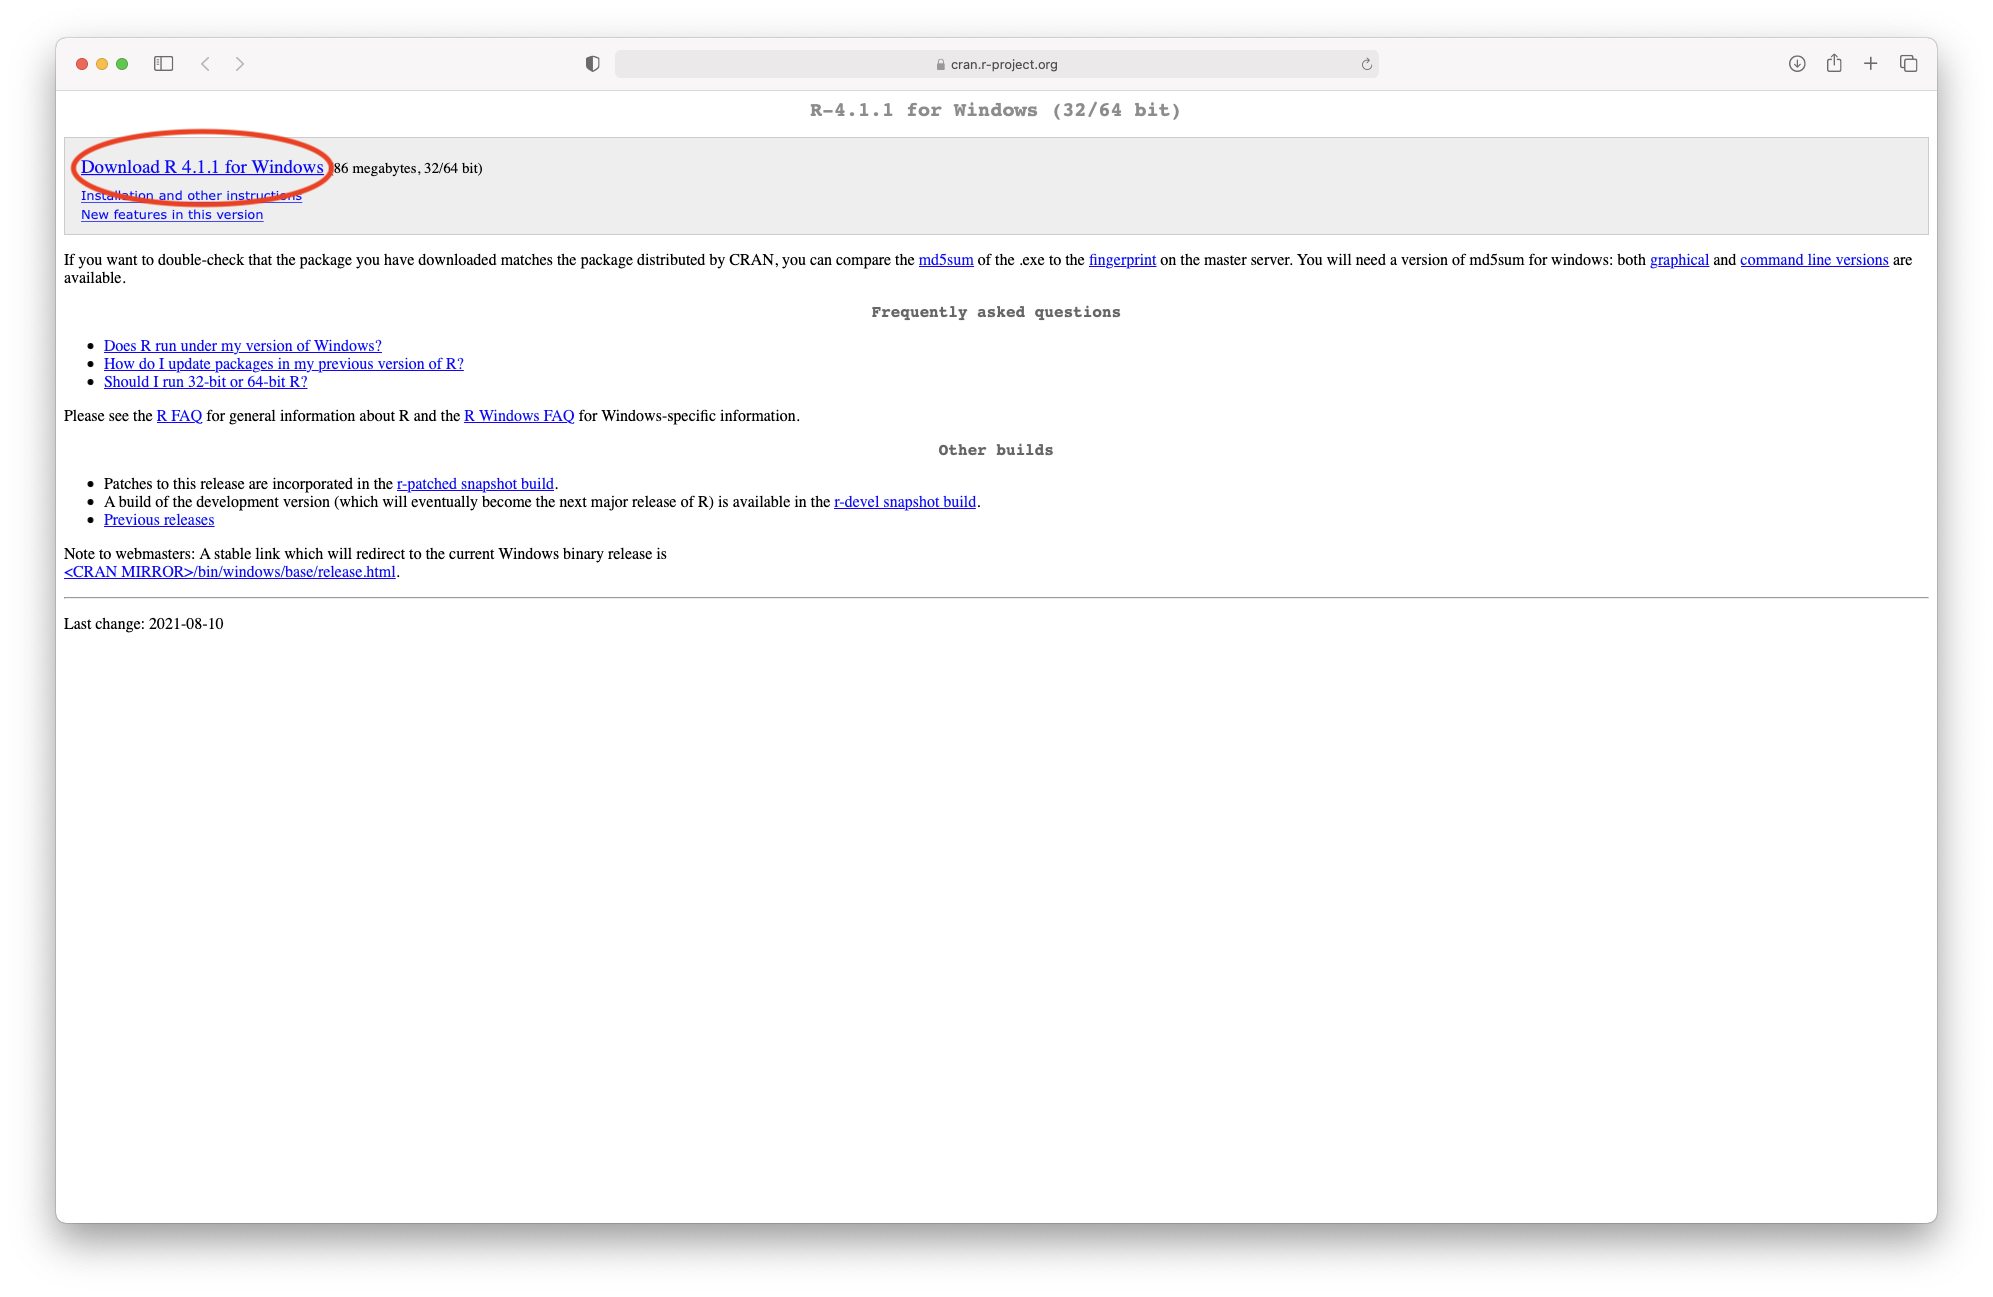 cran.r-project.org
R-4.1.1 for Windows (32/64 bit)
Download R 4.1.1 for Windows (86 megabytes, 32/64 bit)
Installation and other instructions
New features in this version
If you want to double-check that the package you have downloaded matches the package distributed by CRAN, you can compare the md5sum of the .exe to the fingerprint on the master server. You will need a version of md5sum for windows: both graphical and command line versions are
available.
Frequently asked questions
Does R run under my version of Windows?
How do I update packages in my previous version of R?
Should I run 32-bit or 64-bit R?
Please see the R FAQ for general information about R and the R Windows FAQ for Windows-specific information.
Other builds
Patches to this release are incorporated in the r-patched snapshot build.
A build of the development version (which will eventually become the next major release of R) is available in the r-devel snapshot build.
Previous releases
Note to webmasters: A stable link which will redirect to the current Windows binary release is
<CRAN MIRROR>/bin/windows/base/release.html.
Last change: 2021-08-10